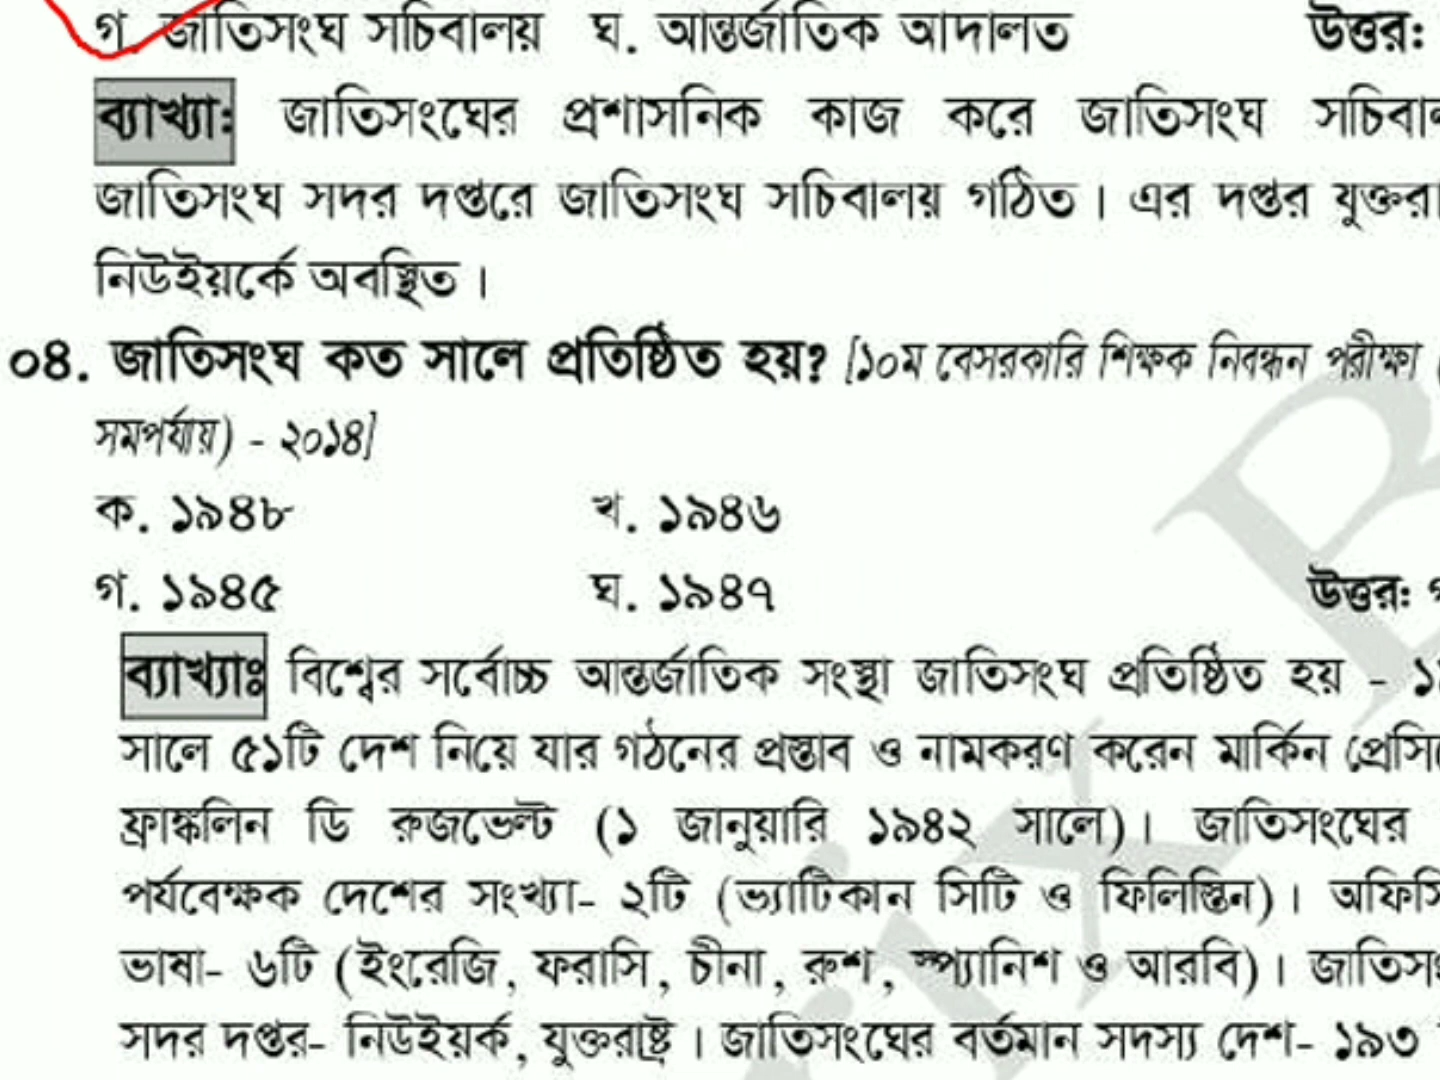 গ. জাতিসংঘ সচিবালয় ঘ. আন্তর্জাতিক আদালত উত্তর:
ব্যাখ্যা: জাতিসংঘের প্রশাসনিক কাজ করে জাতিসংঘ
জাতিসংঘ সদর দপ্তরে জাতিসংঘ সচিবালয় গঠিত। এর দপ্তর
নিউইয়র্কে অবস্থিত।
০৪. জাতিসংঘ কত সালে প্রতিষ্ঠিত হয়? [১০ম বেসরকারি শিক্ষক নিবন্ধন পরীক্ষা (
সমপর্যায়) - ২০১৪]
ক. ১৯৪৮ খ. ১৯৪৬
গ. ১৯৪৫ ঘ. ১৯৪৭ উত্তর:
ব্যাখ্যাঃ বিশ্বের সর্বোচ্চ আন্তর্জাতিক সংস্থা জাতিসংঘ প্রতিষ্ঠিত হয় -
সালে ৫১টি দেশ নিয়ে যার গঠনের প্রস্তাব ও নামকরণ করেন মার্কিন
ফ্রাঙ্কলিন ডি রুজভেল্ট (১ জানুয়ারি ১৯৪২ সালে)। জাতিসংঘের
পর্যবেক্ষক দেশের সংখ্যা- ২টি (ভ্যাটিকান সিটি ও ফিলিস্তিন)।
ভাষা- ৬টি (ইংরেজি, ফরাসি, চীনা, রুশ, স্প্যানিশ ও আরবি)।
সদর দপ্তর- নিউইয়র্ক, যুক্তরাষ্ট্র। জাতিসংঘের বর্তমান সদস্য দেশ- ১৯৩